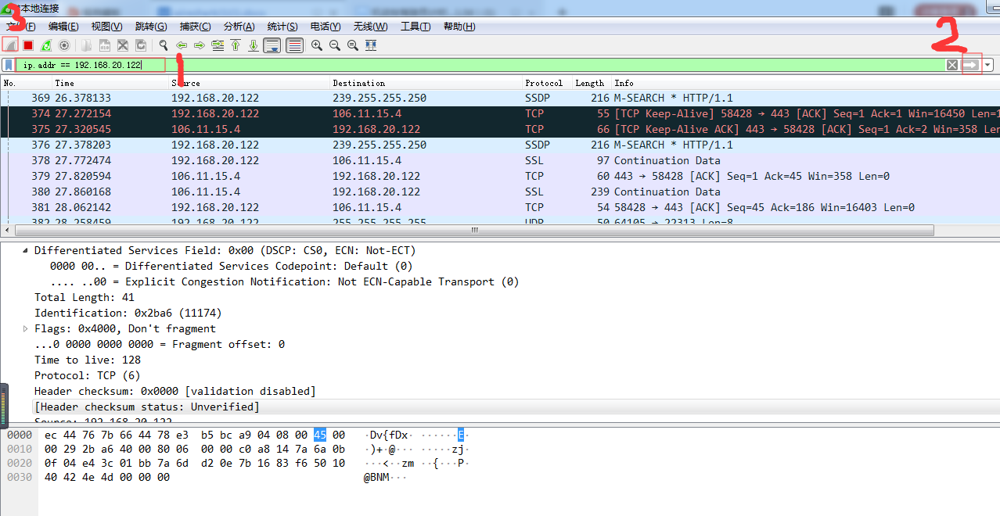 本地连接
3
文件(F) 编辑(E) 视图(V) 跳转(G) 捕获(C) 分析(A) 统计(S) 电话(Y) 无线(W) 工具(T) 帮助(H)
2
ip.addr == 192.168.20.122
1
No. Time Source Destination Protocol Length Info
369 26.378133 192.168.20.122 239.255.255.250 SSDP 216 M-SEARCH * HTTP/1.1
374 27.272154 192.168.20.122 106.11.15.4 TCP 55 [TCP Keep-Alive] 58428 → 443 [ACK] Seq=1 Ack=1 Win=16450 Len=1
375 27.320545 106.11.15.4 192.168.20.122 TCP 66 [TCP Keep-Alive ACK] 443 → 58428 [ACK] Seq=1 Ack=2 Win=358 Len
376 27.378203 192.168.20.122 239.255.255.250 SSDP 216 M-SEARCH * HTTP/1.1
378 27.772474 192.168.20.122 106.11.15.4 SSL 97 Continuation Data
379 27.820594 106.11.15.4 192.168.20.122 TCP 60 443 → 58428 [ACK] Seq=1 Ack=45 Win=358 Len=0
380 27.860168 106.11.15.4 192.168.20.122 SSL 239 Continuation Data
381 28.062142 192.168.20.122 106.11.15.4 TCP 54 58428 → 443 [ACK] Seq=45 Ack=186 Win=16403 Len=0
382 28.258459 192.168.20.122 255.255.255.255 UDP 50 64105 → 22313 Len=8
Differentiated Services Field: 0x00 (DSCP: CS0, ECN: Not-ECT)
0000 00.. = Differentiated Services Codepoint: Default (0)
.... ..00 = Explicit Congestion Notification: Not ECN-Capable Transport (0)
Total Length: 41
Identification: 0x2ba6 (11174)
Flags: 0x4000, Don't fragment
...0 0000 0000 0000 = Fragment offset: 0
Time to live: 128
Protocol: TCP (6)
Header checksum: 0x0000 [validation disabled]
[Header checksum status: Unverified]
Source: 192.168.20.122
0000 ec 44 76 7b 66 44 78 e3 b5 bc a9 04 08 00 45 00 ·Dv{fDx· ······E·
0010 00 29 2b a6 40 00 80 06 00 00 c0 a8 14 7a 6a 0b ·)+·@··· ·····zj·
0020 0f 04 e4 3c 01 bb 7a 6d d2 0e 7b 16 83 f6 50 10 ···<··zm ··{···P·
0030 40 42 4e 4d 00 00 00 @BNM···